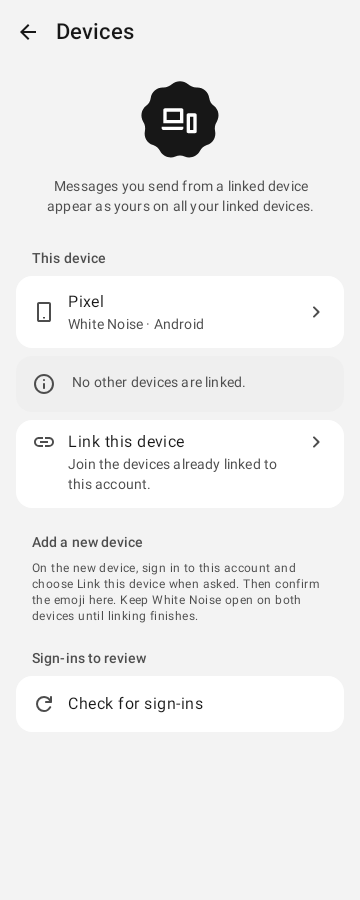 Devices
Messages you send from a linked device
appear as yours on all your linked devices.
This device
Pixel
White Noise · Android
No other devices are linked.
Link this device
Join the devices already linked to
this account.
Add a new device
On the new device, sign in to this account and
choose Link this device when asked. Then confirm
the emoji here. Keep White Noise open on both
devices until linking finishes.
Sign-ins to review
Check for sign-ins